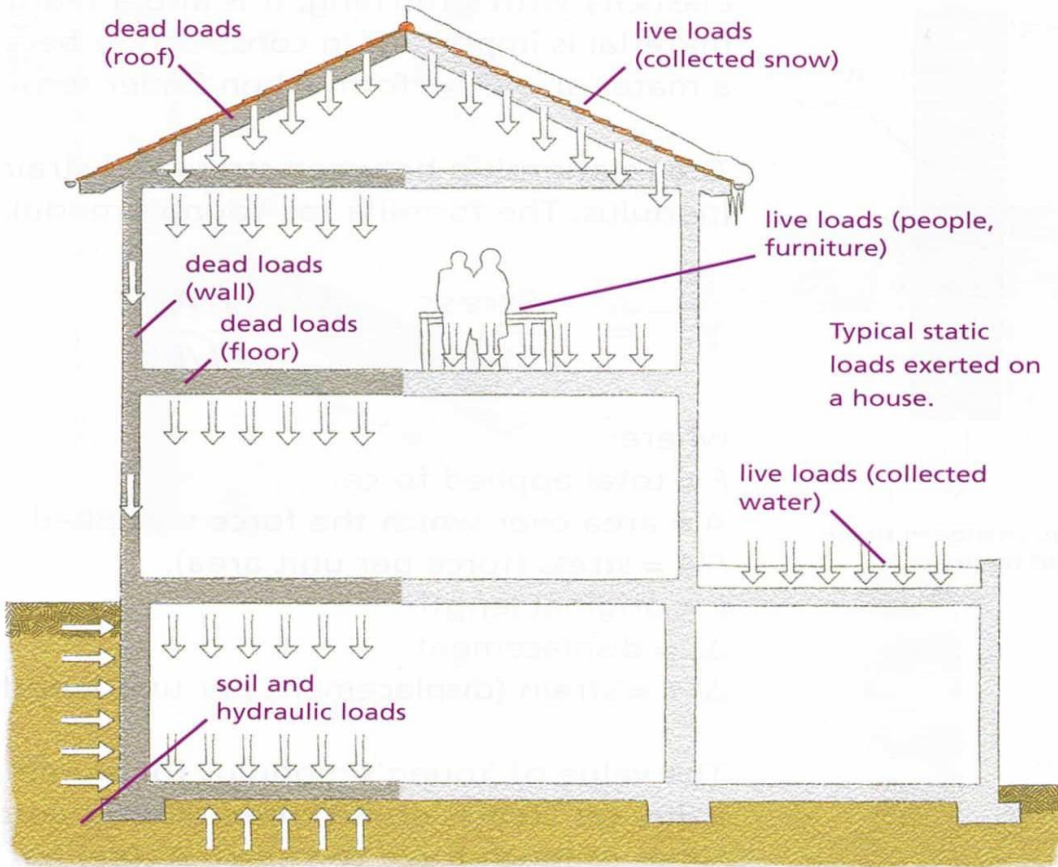 dead loads
(roof)
live loads
(collected snow)
live loads (people,
furniture)
dead loads
(wall)
dead loads
(floor)
Typical static
loads exerted on
a house.
live loads (collected
water)
soil and
hydraulic loads
where
= total applied to
= area over which the force
= stress (force per unit area).
= displacement
= strain (displacement